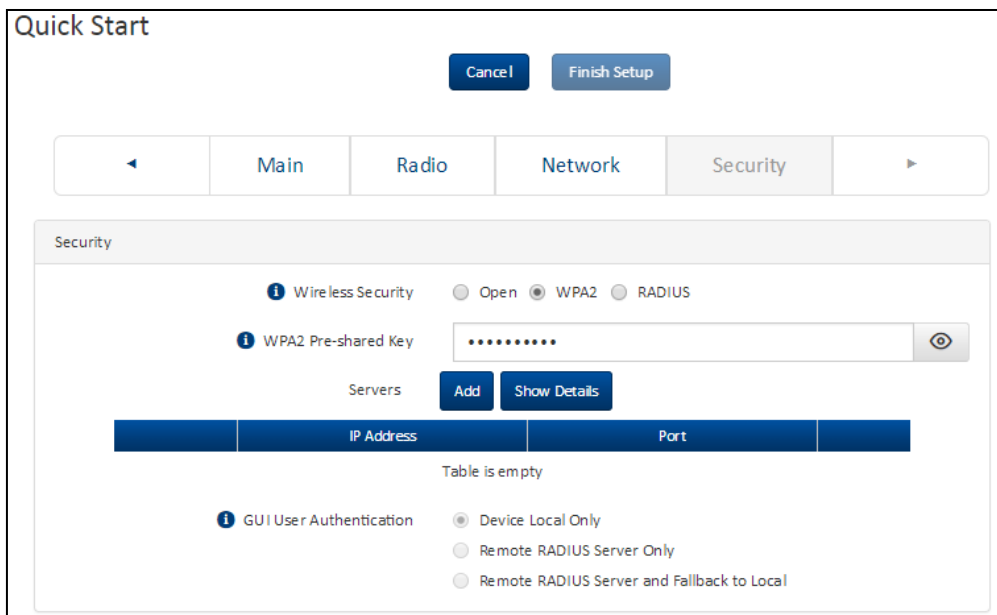 Quick Start
Cancel Finish Setup
Main Radio Network Security
Security
Wireless Security Open WPA2 RADIUS
WPA2 Pre-shared Key ••••••••••
Servers Add Show Details
IP Address Port
Table is empty
GUI User Authentication Device Local Only
Remote RADIUS Server Only
Remote RADIUS Server and Fallback to Local